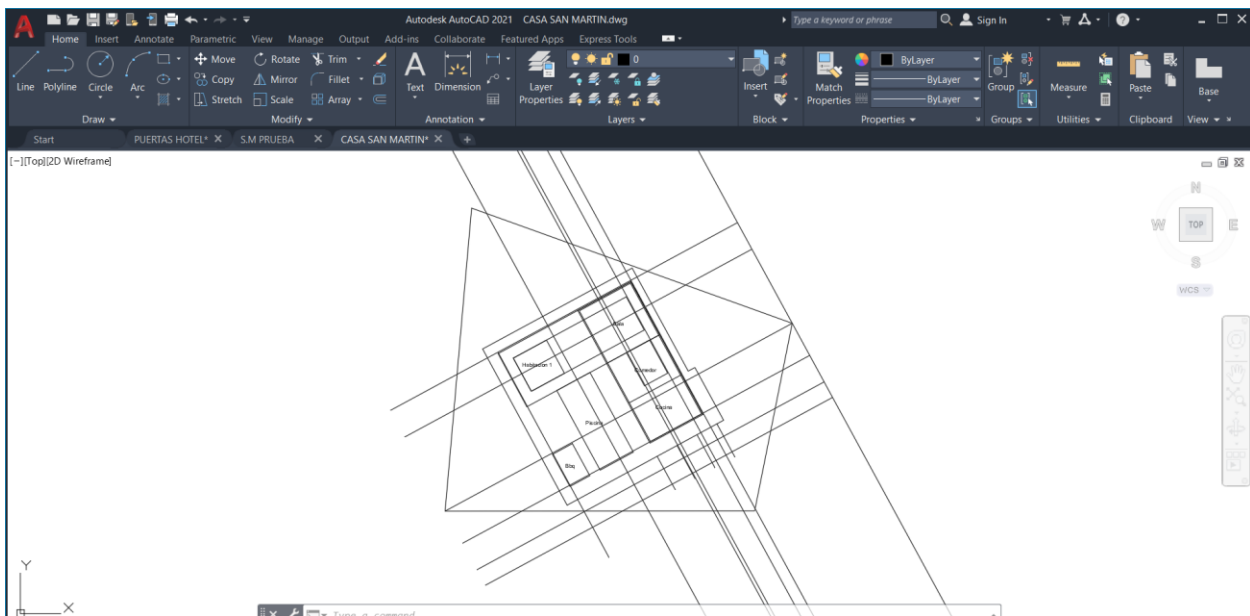 Autodesk AutoCAD 2021 CASA SAN MARTIN.dwg
Type a keyword or phrase
Sign In
Home Insert Annotate Parametric View Manage Output Add-ins Collaborate Featured Apps Express Tools
Line Polyline Circle Arc
Move Rotate Trim
Copy Mirror Fillet
Stretch Scale Array
Text Dimension
Layer Properties
0
Insert
Match Properties
ByLayer
ByLayer
ByLayer
Group
Measure
Paste
Base
Draw Modify Annotation Layers Block Properties Groups Utilities Clipboard View
Start PUERTAS HOTEL* S.M PRUEBA CASA SAN MARTIN* +
[−][Top][2D Wireframe]
N
W TOP E
S
WCS
Habitacion 1
Comedor
Cocina
Piscina
Bbq
Y
X
Type a command